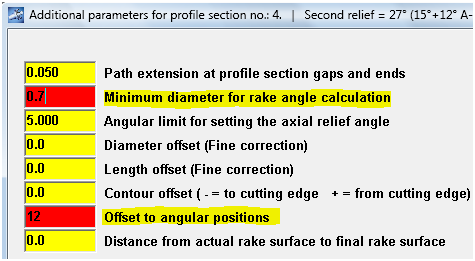 Additional parameters for profile section no.: 4. | Second relief = 27° (15°+12° A-
0.050 Path extension at profile section gaps and ends
0.7 Minimum diameter for rake angle calculation
5.000 Angular limit for setting the axial relief angle
0.0 Diameter offset (Fine correction)
0.0 Length offset (Fine correction)
0.0 Contour offset ( - = to cutting edge + = from cutting edge)
12 Offset to angular positions
0.0 Distance from actual rake surface to final rake surface